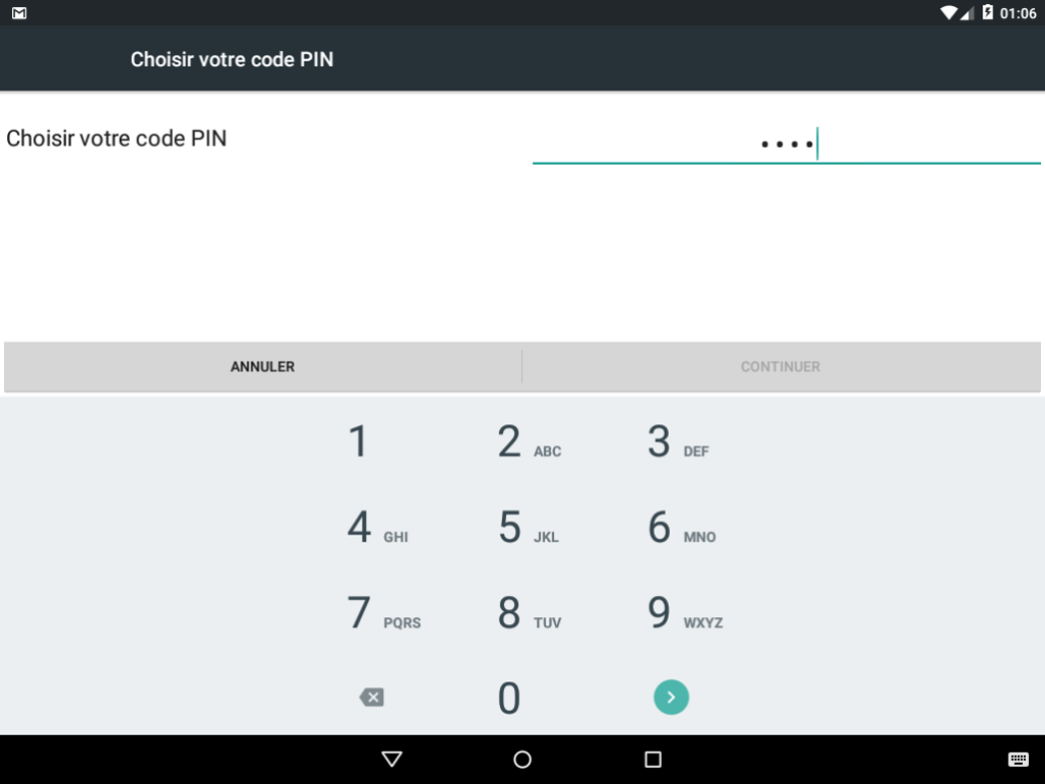 01:06
Choisir votre code PIN
Choisir votre code PIN
••••
ANNULER CONTINUER
1 2 ABC 3 DEF
4 GHI 5 JKL 6 MNO
7 PQRS 8 TUV 9 WXYZ
0